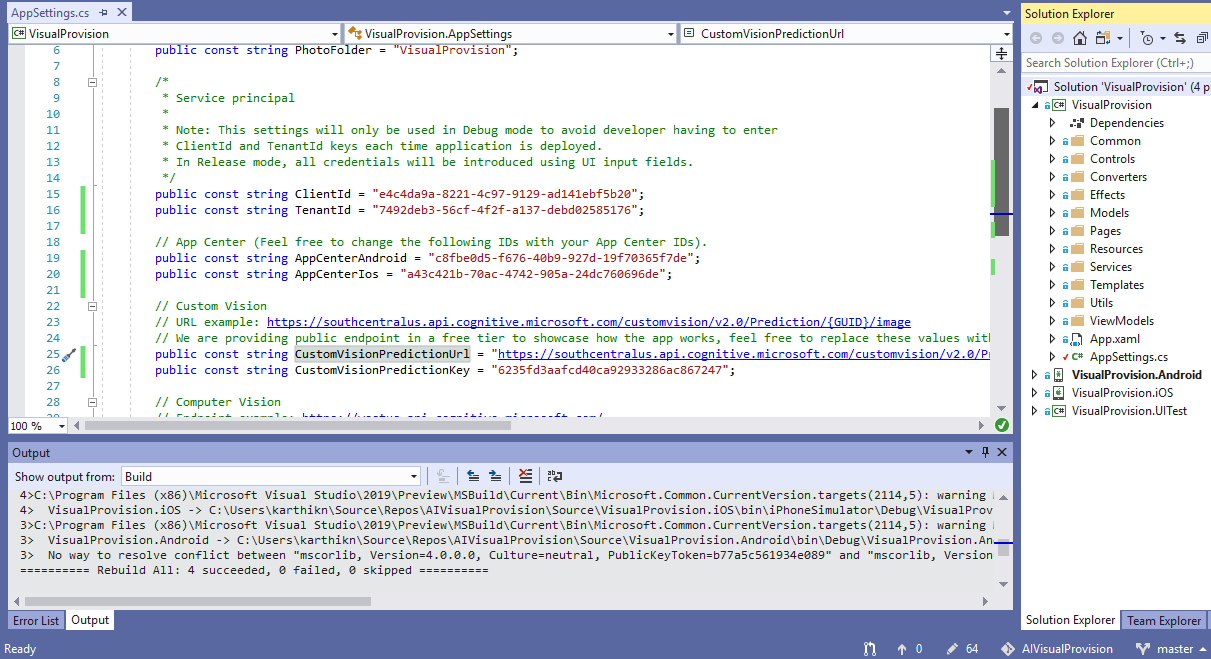 AppSettings.cs
VisualProvision
VisualProvision.AppSettings
CustomVisionPredictionUrl
6 public const string PhotoFolder = "VisualProvision";
7
8 /*
9 * Service principal
10 *
11 * Note: This settings will only be used in Debug mode to avoid developer having to enter
12 * ClientId and TenantId keys each time application is deployed.
13 * In Release mode, all credentials will be introduced using UI input fields.
14 */
15 public const string ClientId = "e4c4da9a-8221-4c97-9129-ad141ebf5b20";
16 public const string TenantId = "7492deb3-56cf-4f2f-a137-debd02585176";
17
18 // App Center (Feel free to change the following IDs with your App Center IDs).
19 public const string AppCenterAndroid = "c8fbe0d5-f676-40b9-927d-19f70365f7de";
20 public const string AppCenterIos = "a43c421b-70ac-4742-905a-24dc760696de";
21
22 // Custom Vision
23 // URL example: https://southcentralus.api.cognitive.microsoft.com/customvision/v2.0/Prediction/{GUID}/image
24 // We are providing public endpoint in a free tier to showcase how the app works, feel free to replace these values with
25 public const string CustomVisionPredictionUrl = "https://southcentralus.api.cognitive.microsoft.com/customvision/v2.0/Pr
26 public const string CustomVisionPredictionKey = "6235fd3aafcd40ca92933286ac867247";
27
28 // Computer Vision
100 %
Output
Show output from: Build
4>C:\Program Files (x86)\Microsoft Visual Studio\2019\Preview\MSBuild\Current\Bin\Microsoft.Common.CurrentVersion.targets(2114,5): warning
4> VisualProvision.iOS -> C:\Users\karthikn\Source\Repos\AIVisualProvision\Source\VisualProvision.iOS\bin\iPhoneSimulator\Debug\VisualProv
3>C:\Program Files (x86)\Microsoft Visual Studio\2019\Preview\MSBuild\Current\Bin\Microsoft.Common.CurrentVersion.targets(2114,5): warning
3> VisualProvision.Android -> C:\Users\karthikn\Source\Repos\AIVisualProvision\Source\VisualProvision.Android\bin\Debug\VisualProvision.An
3> No way to resolve conflict between "mscorlib, Version=4.0.0.0, Culture=neutral, PublicKeyToken=b77a5c561934e089" and "mscorlib, Version
========== Rebuild All: 4 succeeded, 0 failed, 0 skipped ==========
Error List Output
Solution Explorer
Search Solution Explorer (Ctrl+;)
Solution 'VisualProvision' (4 p
VisualProvision
Dependencies
Common
Controls
Converters
Effects
Models
Pages
Resources
Services
Templates
Utils
ViewModels
App.xaml
AppSettings.cs
VisualProvision.Android
VisualProvision.iOS
VisualProvision.UITest
Solution Explorer Team Explorer
Ready
0 64 AIVisualProvision master